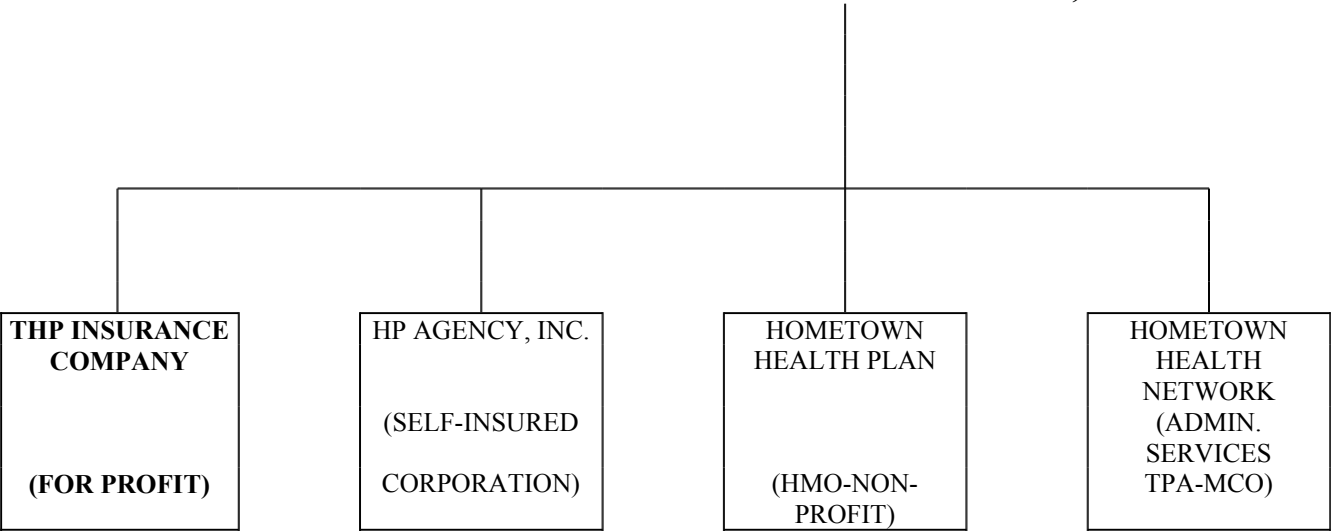 THP INSURANCE
COMPANY
(FOR PROFIT)
HP AGENCY, INC.
(SELF-INSURED
CORPORATION)
HOMETOWN
HEALTH PLAN
(HMO-NON-
PROFIT)
HOMETOWN
HEALTH
NETWORK
(ADMIN.
SERVICES
TPA-MCO)